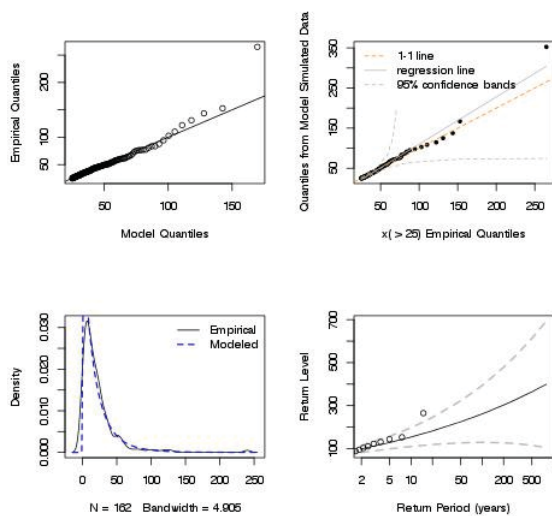 Empirical Quantiles
50 100 200
50 100 150
Model Quantiles
Quantiles from Model Simulated Data
50 150 250 350
1-1 line
regression line
95% confidence bands
50 100 150 200 250
x( > 25) Empirical Quantiles
Density
0.000 0.010 0.020 0.030
Empirical
Modeled
0 50 100 150 200 250
N = 162 Bandwidth = 4.905
Return Level
100 300 500 700
2 5 10 50 200 500
Return Period (years)